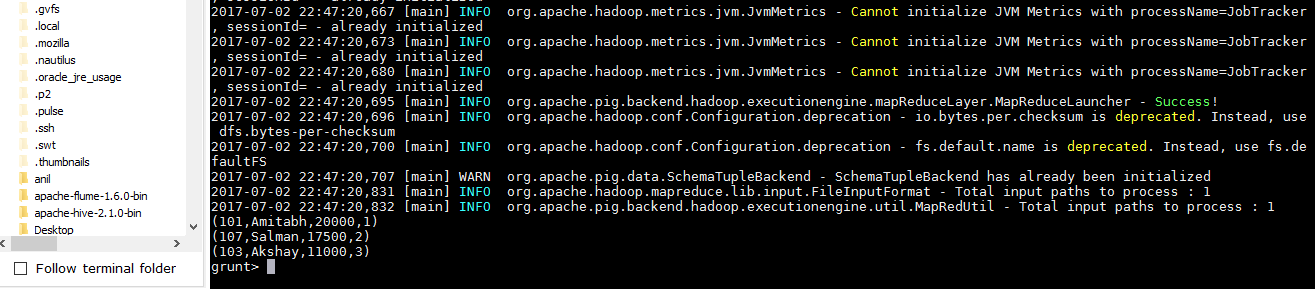 .gvfs
.local
.mozilla
.nautilus
.oracle_jre_usage
.p2
.pulse
.ssh
.swt
.thumbnails
anil
apache-flume-1.6.0-bin
apache-hive-2.1.0-bin
Desktop
Follow terminal folder
2017-07-02 22:47:20,667 [main] INFO  org.apache.hadoop.metrics.jvm.JvmMetrics - Cannot initialize JVM Metrics with processName=JobTracker
, sessionId= - already initialized
2017-07-02 22:47:20,673 [main] INFO  org.apache.hadoop.metrics.jvm.JvmMetrics - Cannot initialize JVM Metrics with processName=JobTracker
, sessionId= - already initialized
2017-07-02 22:47:20,680 [main] INFO  org.apache.hadoop.metrics.jvm.JvmMetrics - Cannot initialize JVM Metrics with processName=JobTracker
, sessionId= - already initialized
2017-07-02 22:47:20,695 [main] INFO  org.apache.pig.backend.hadoop.executionengine.mapReduceLayer.MapReduceLauncher - Success!
2017-07-02 22:47:20,696 [main] INFO  org.apache.hadoop.conf.Configuration.deprecation - io.bytes.per.checksum is deprecated. Instead, use
 dfs.bytes-per-checksum
2017-07-02 22:47:20,700 [main] INFO  org.apache.hadoop.conf.Configuration.deprecation - fs.default.name is deprecated. Instead, use fs.de
faultFS
2017-07-02 22:47:20,707 [main] WARN  org.apache.pig.data.SchemaTupleBackend - SchemaTupleBackend has already been initialized
2017-07-02 22:47:20,831 [main] INFO  org.apache.hadoop.mapreduce.lib.input.FileInputFormat - Total input paths to process : 1
2017-07-02 22:47:20,832 [main] INFO  org.apache.pig.backend.hadoop.executionengine.util.MapRedUtil - Total input paths to process : 1
(101,Amitabh,20000,1)
(107,Salman,17500,2)
(103,Akshay,11000,3)
grunt>